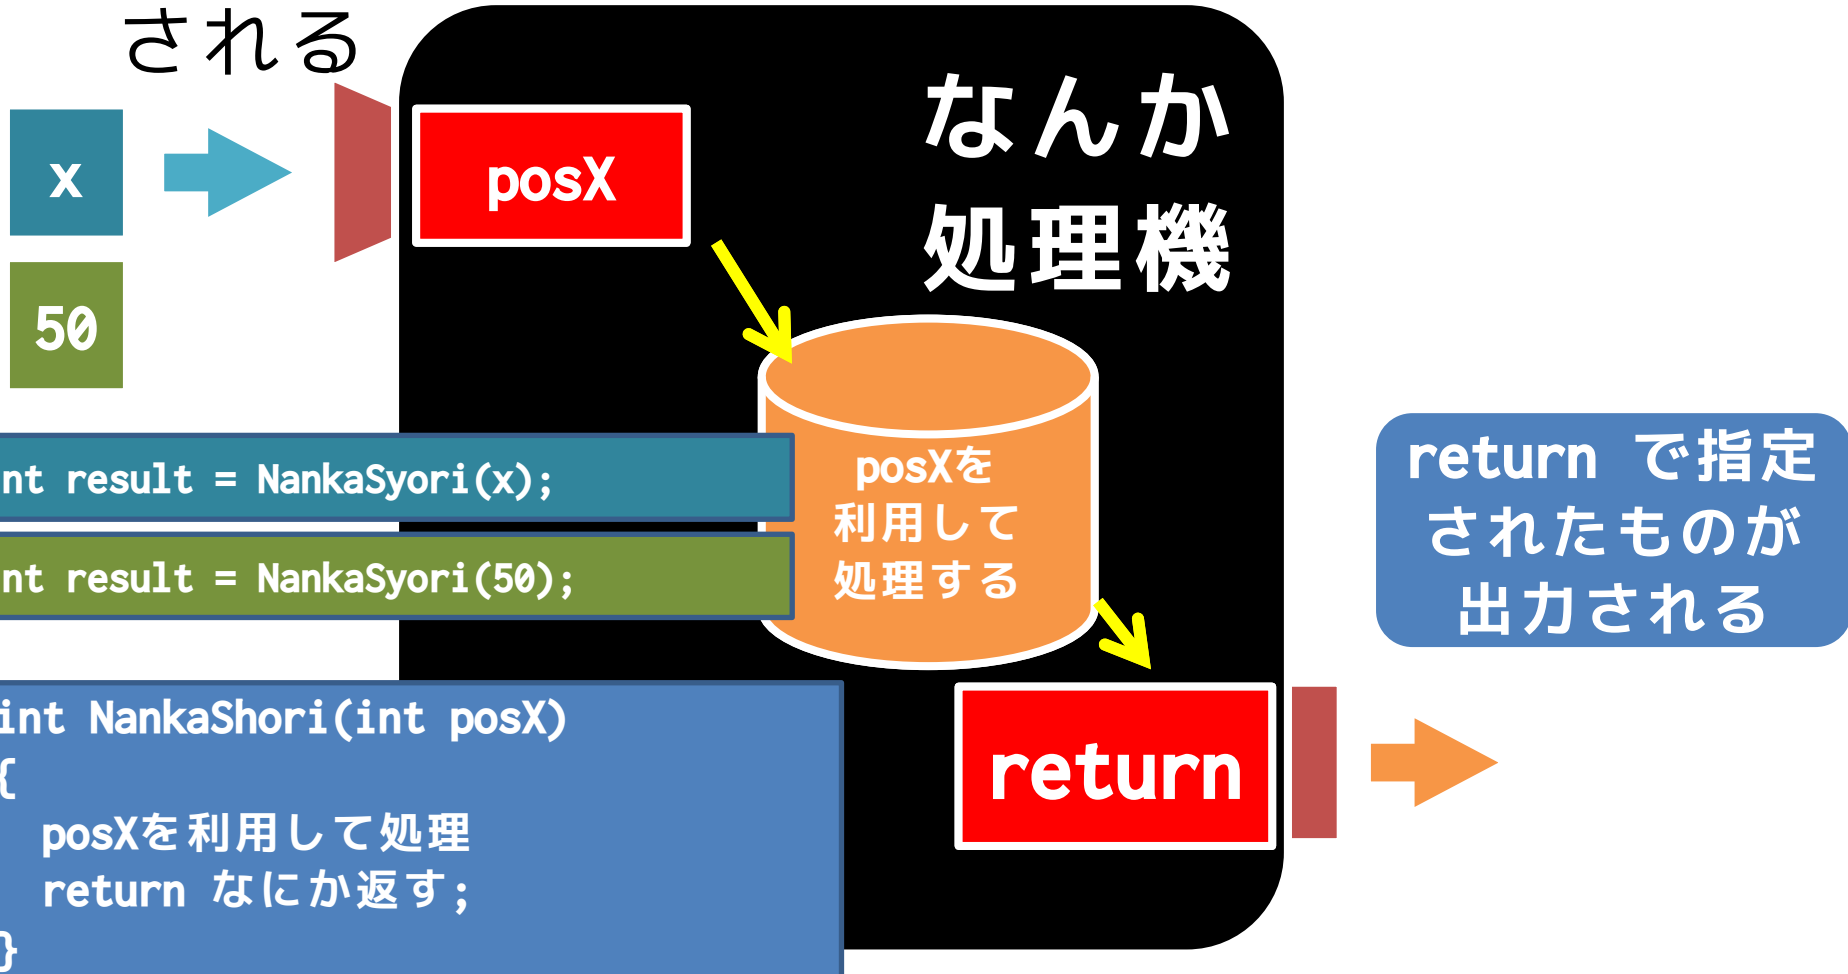 される
なんか
処理機
x
posX
50
posXを
利用して
処理する
nt result = NankaSyori(x);
nt result = NankaSyori(50);
return で指定
されたものが
出力される
int NankaShori(int posX)
{
posXを利用して処理
return なにか返す;
}
return